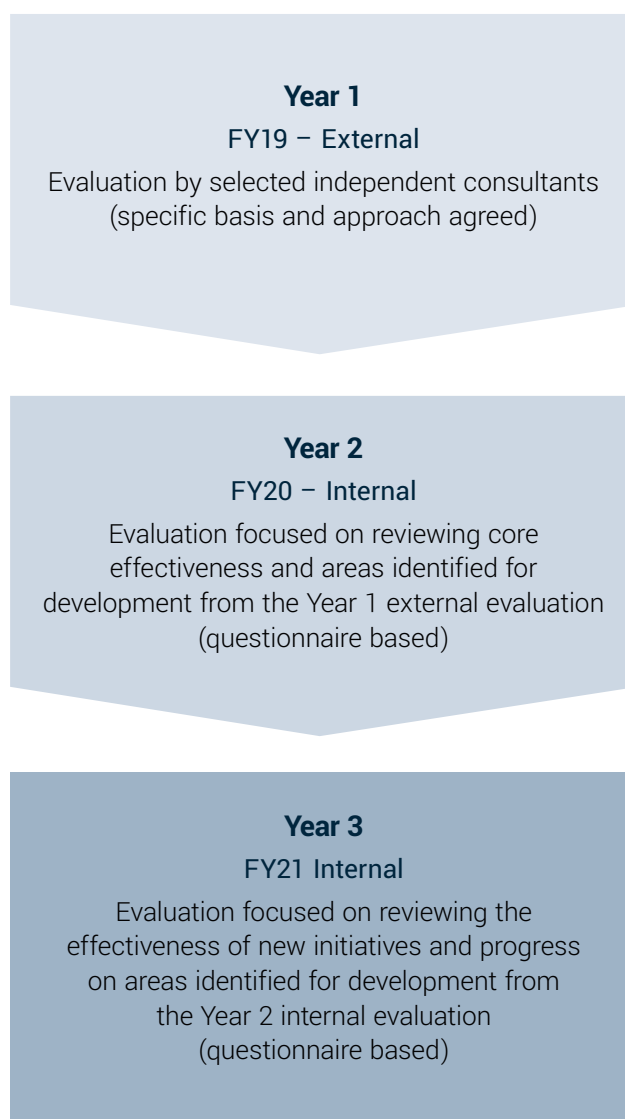 Year 1
FY19 – External
Evaluation by selected independent consultants
(specific basis and approach agreed)
Year 2
FY20 – Internal
Evaluation focused on reviewing core
effectiveness and areas identified for
development from the Year 1 external evaluation
(questionnaire based)
Year 3
FY21 Internal
Evaluation focused on reviewing the
effectiveness of new initiatives and progress
on areas identified for development from
the Year 2 internal evaluation
(questionnaire based)